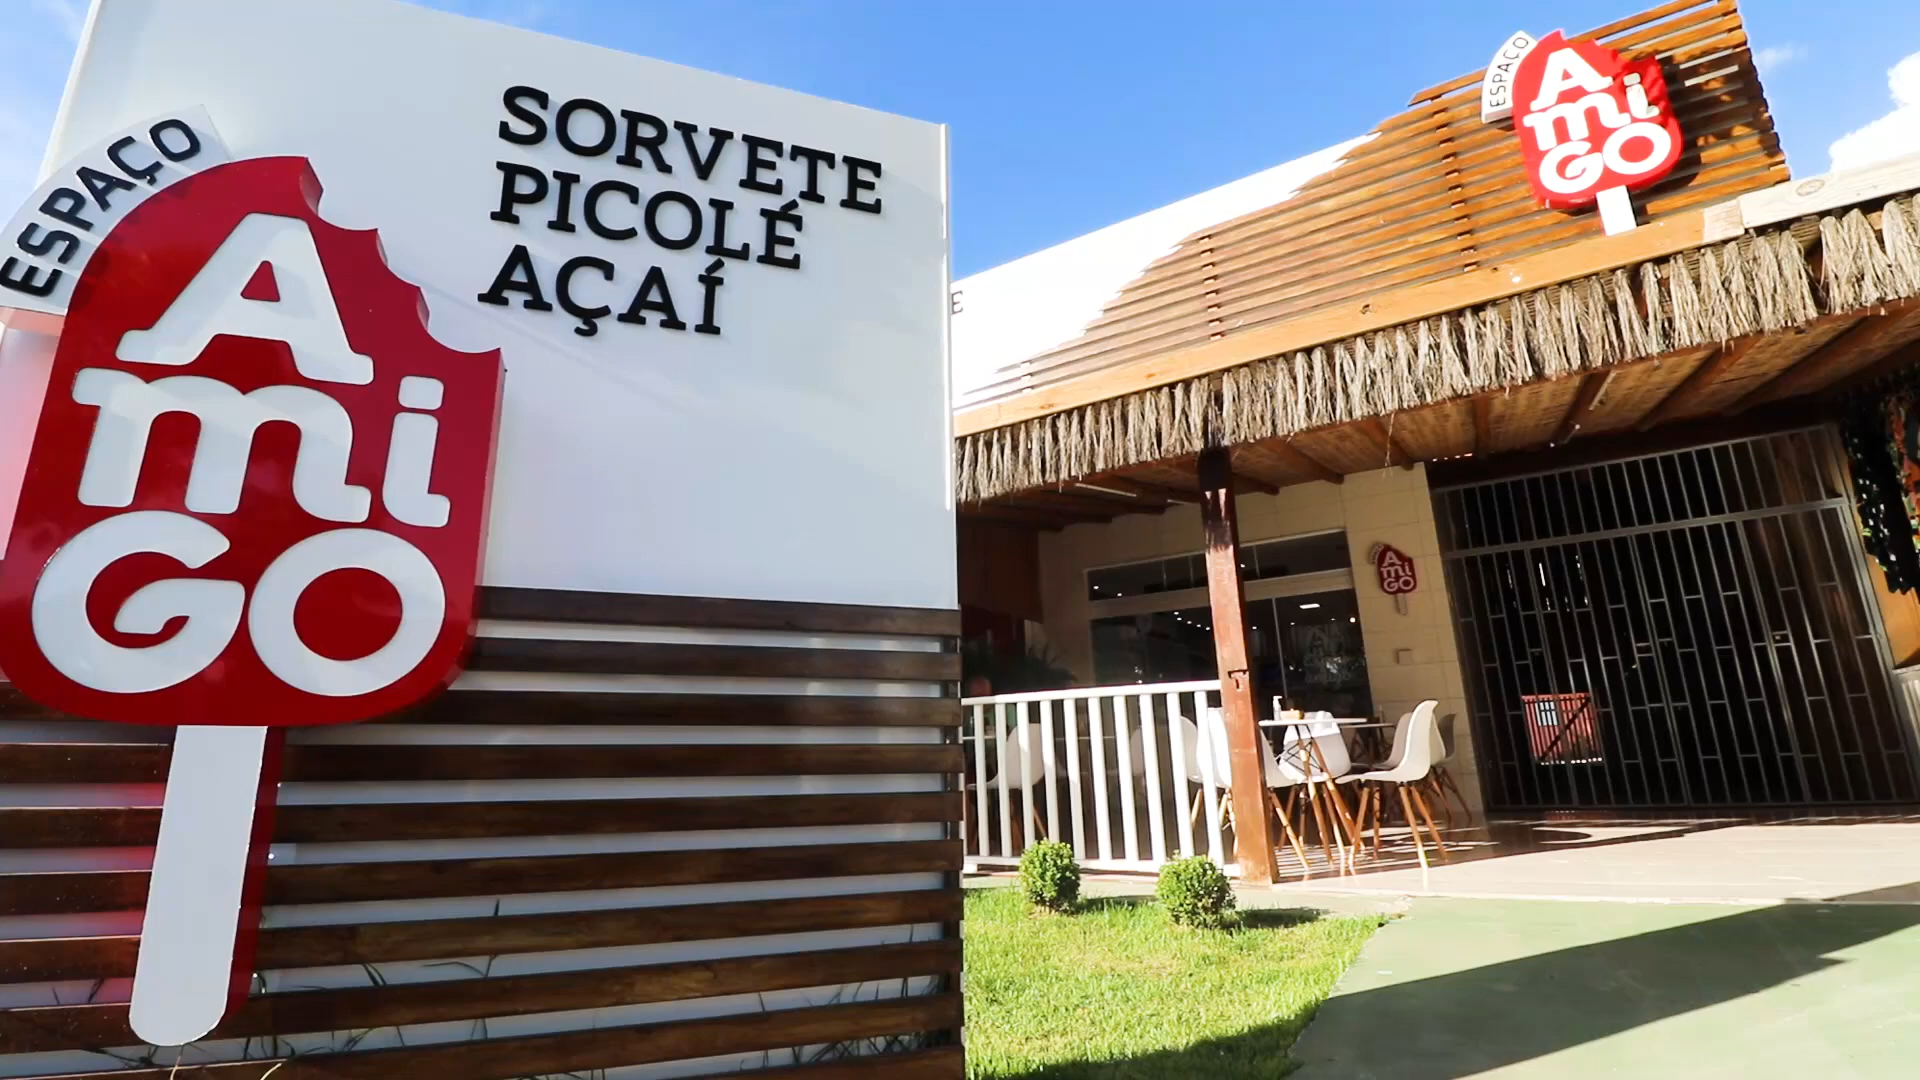 ESPAÇO
A
mi
GO
SORVETE
PICOLÉ
AÇAÍ
E
ESPAÇO
A
mi
GO
A
mi
GO